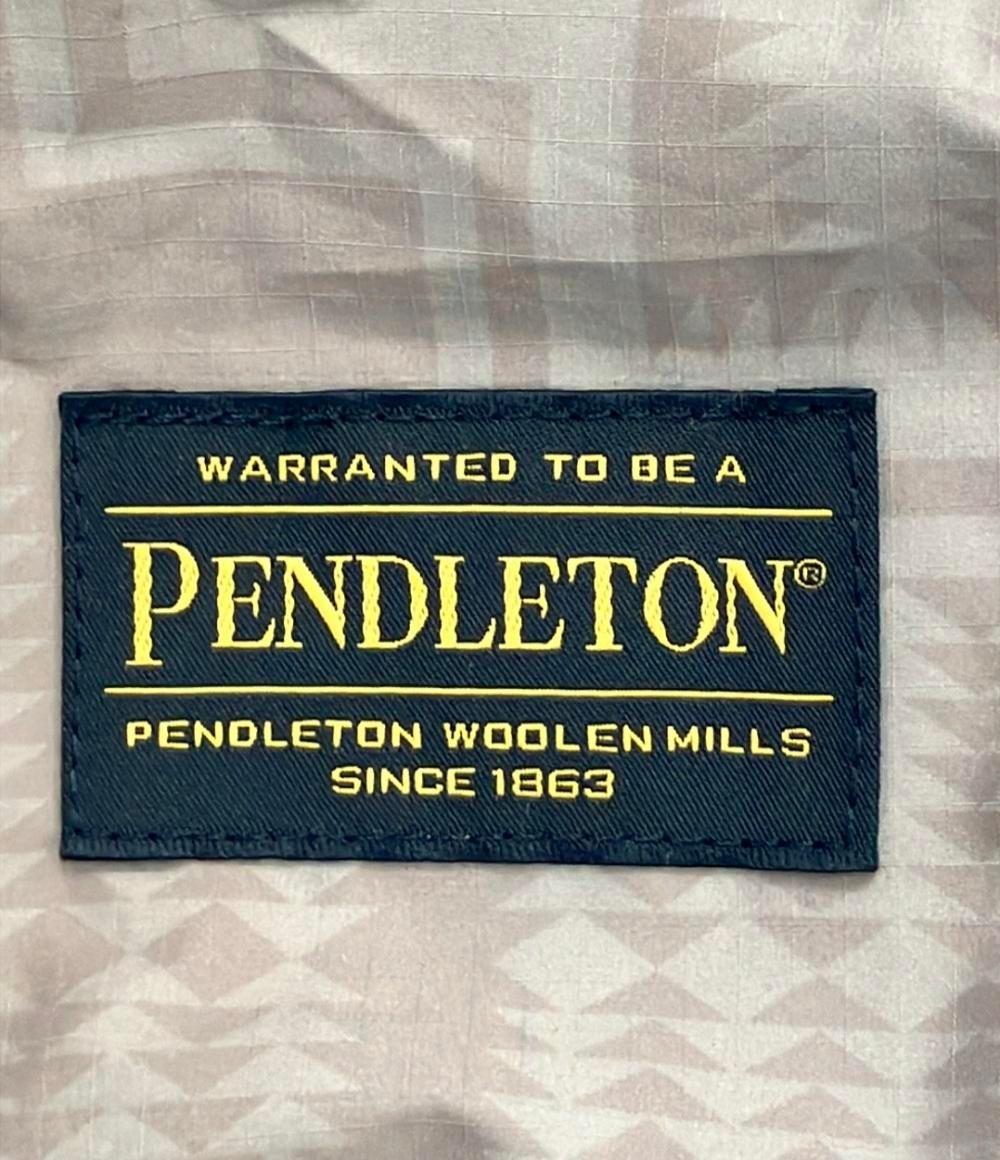 WARRANTED TO BE A
PENDLETON®
PENDLETON WOOLEN MILLS
SINCE 1863